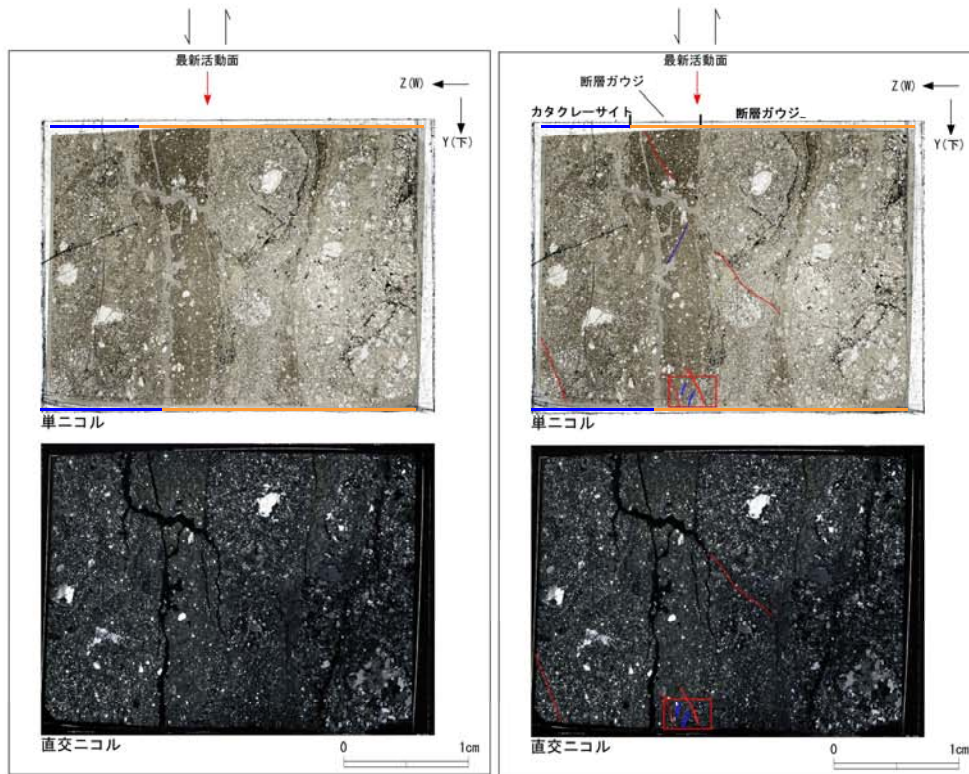 最新活動面
Z(W)
Y(下)
単ニコル
直交ニコル
0 1cm
最新活動面
断層ガウジ
Z(W)
カタクレーサイト
断層ガウジ
Y(下)
単ニコル
直交ニコル
0 1cm